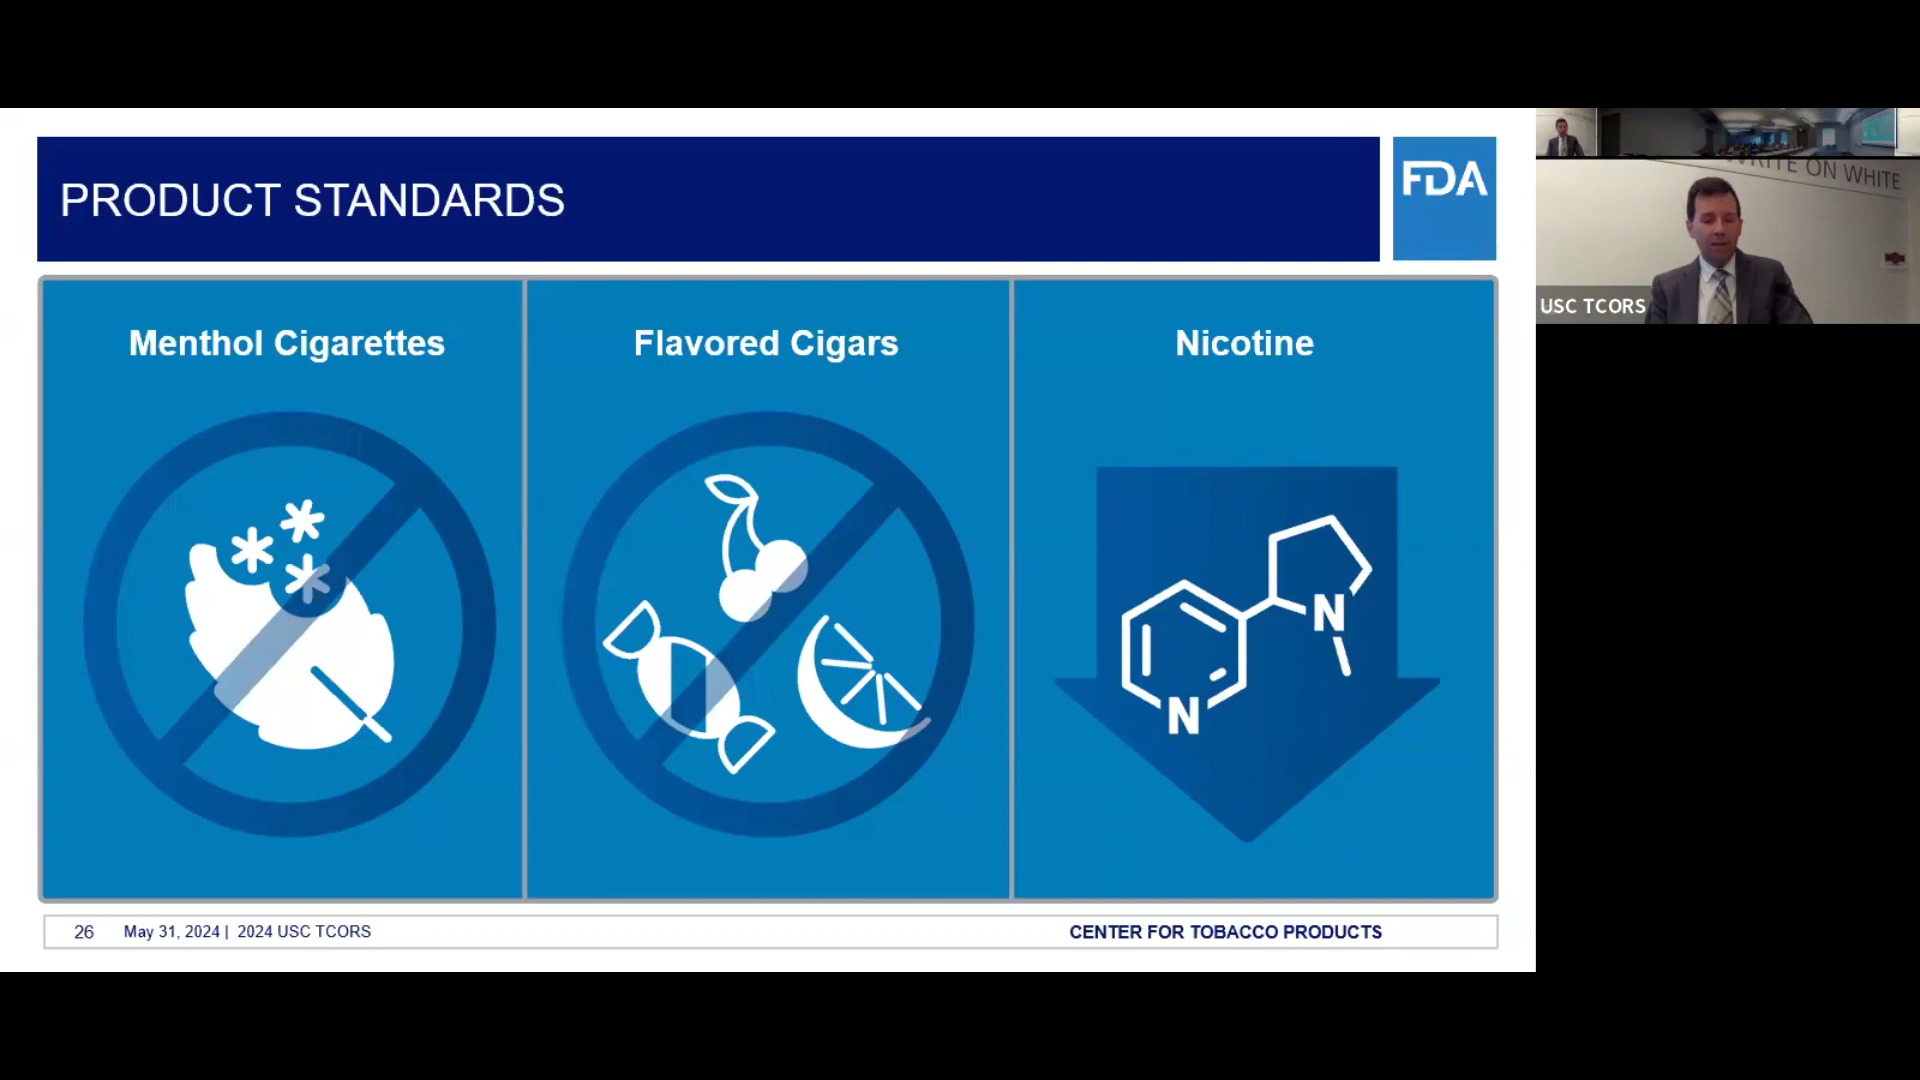 PRODUCT STANDARDS
FDA
Menthol Cigarettes
Flavored Cigars
Nicotine
N
N
26 May 31, 2024 | 2024 USC TCORS
CENTER FOR TOBACCO PRODUCTS
WRITE ON WHITE
USC TCORS